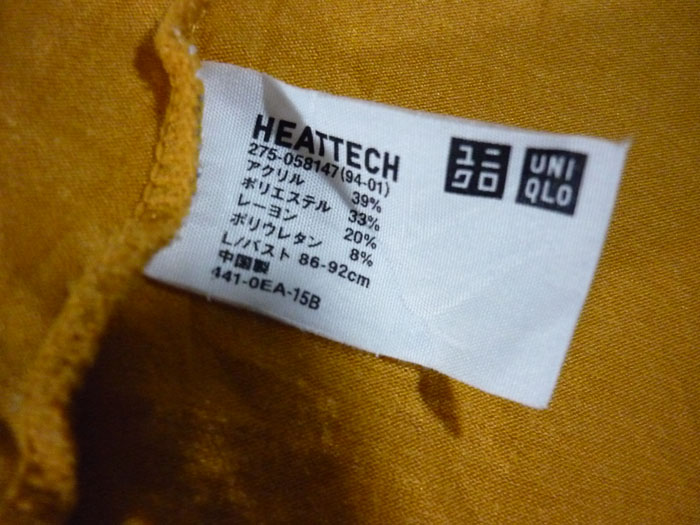 HEATTECH
275-058147(94-01)
アクリル 39%
ポリエステル 33%
レーヨン 20%
ポリウレタン 8%
L/バスト 86-92cm
中国製
441-0EA-15B
ユニ
クロ
UNI
QLO